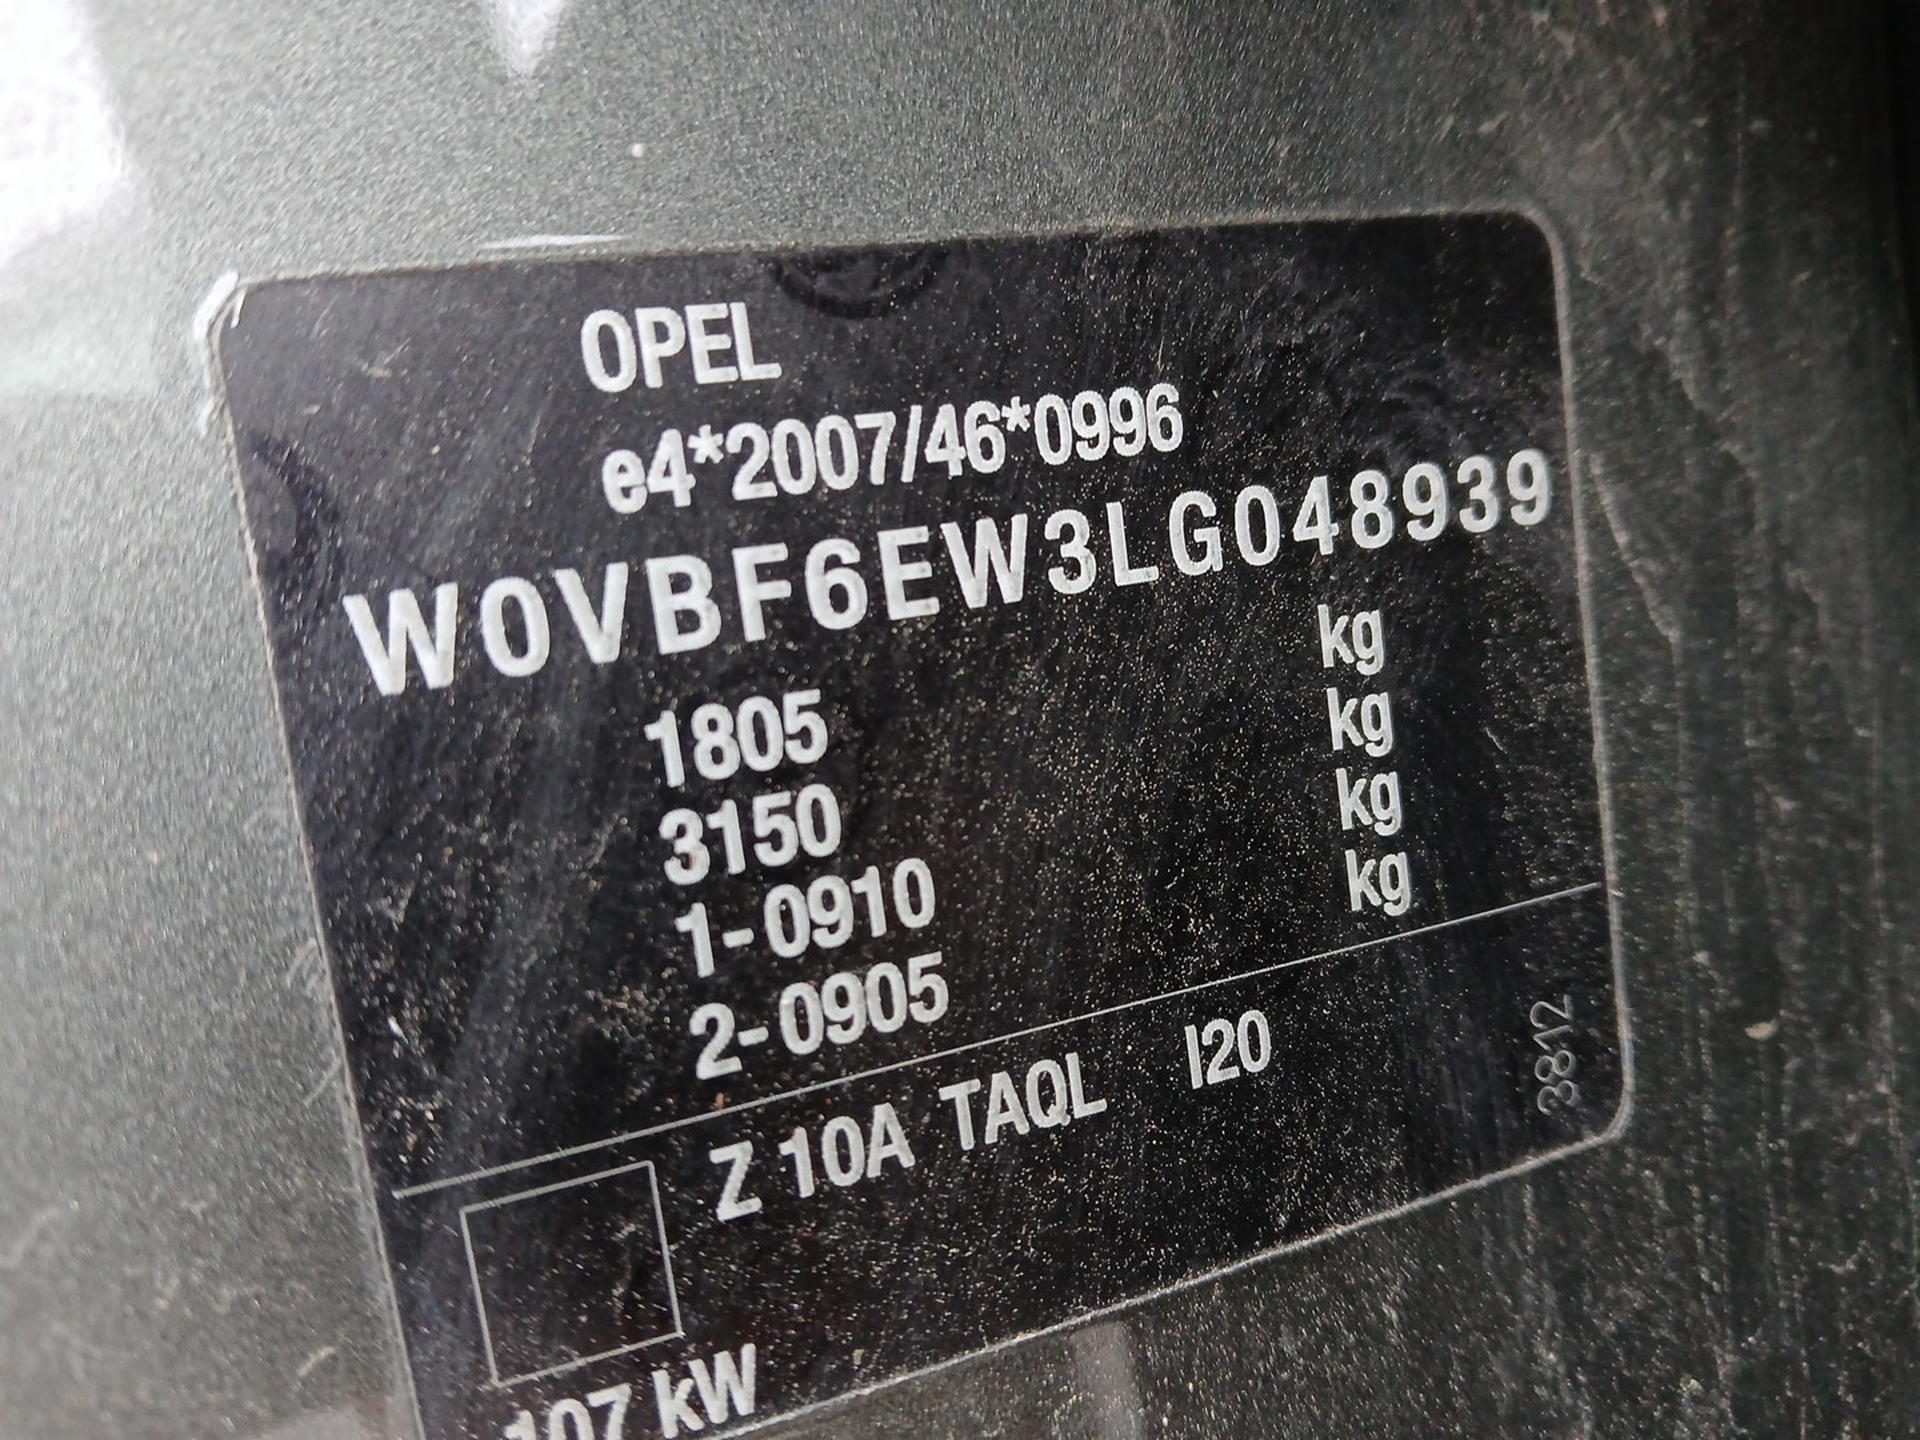 OPEL
e4*2007/46*0996
W0VBF6EW3LG048939
1805 kg
3150 kg
1-0910 kg
2-0905 kg
Z 10A TAQL I20
3812
107 kW